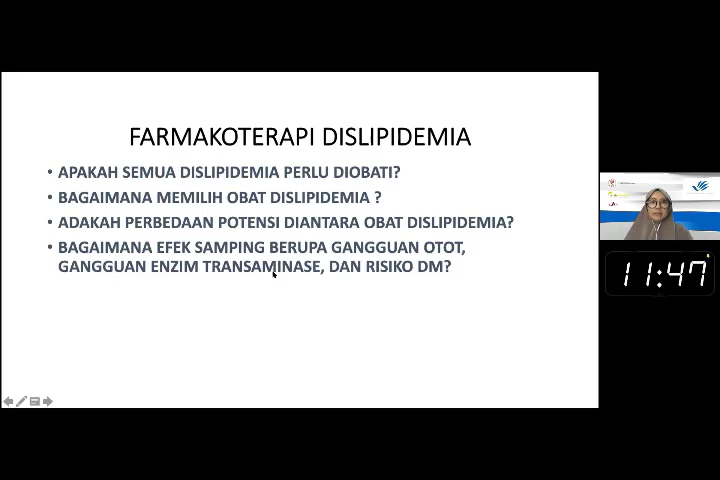 FARMAKOTERAPI DISLIPIDEMIA
• APAKAH SEMUA DISLIPIDEMIA PERLU DIOBATI?
• BAGAIMANA MEMILIH OBAT DISLIPIDEMIA ?
• ADAKAH PERBEDAAN POTENSI DIANTARA OBAT DISLIPIDEMIA?
• BAGAIMANA EFEK SAMPING BERUPA GANGGUAN OTOT,
GANGGUAN ENZIM TRANSAMINASE, DAN RISIKO DM?
11:47